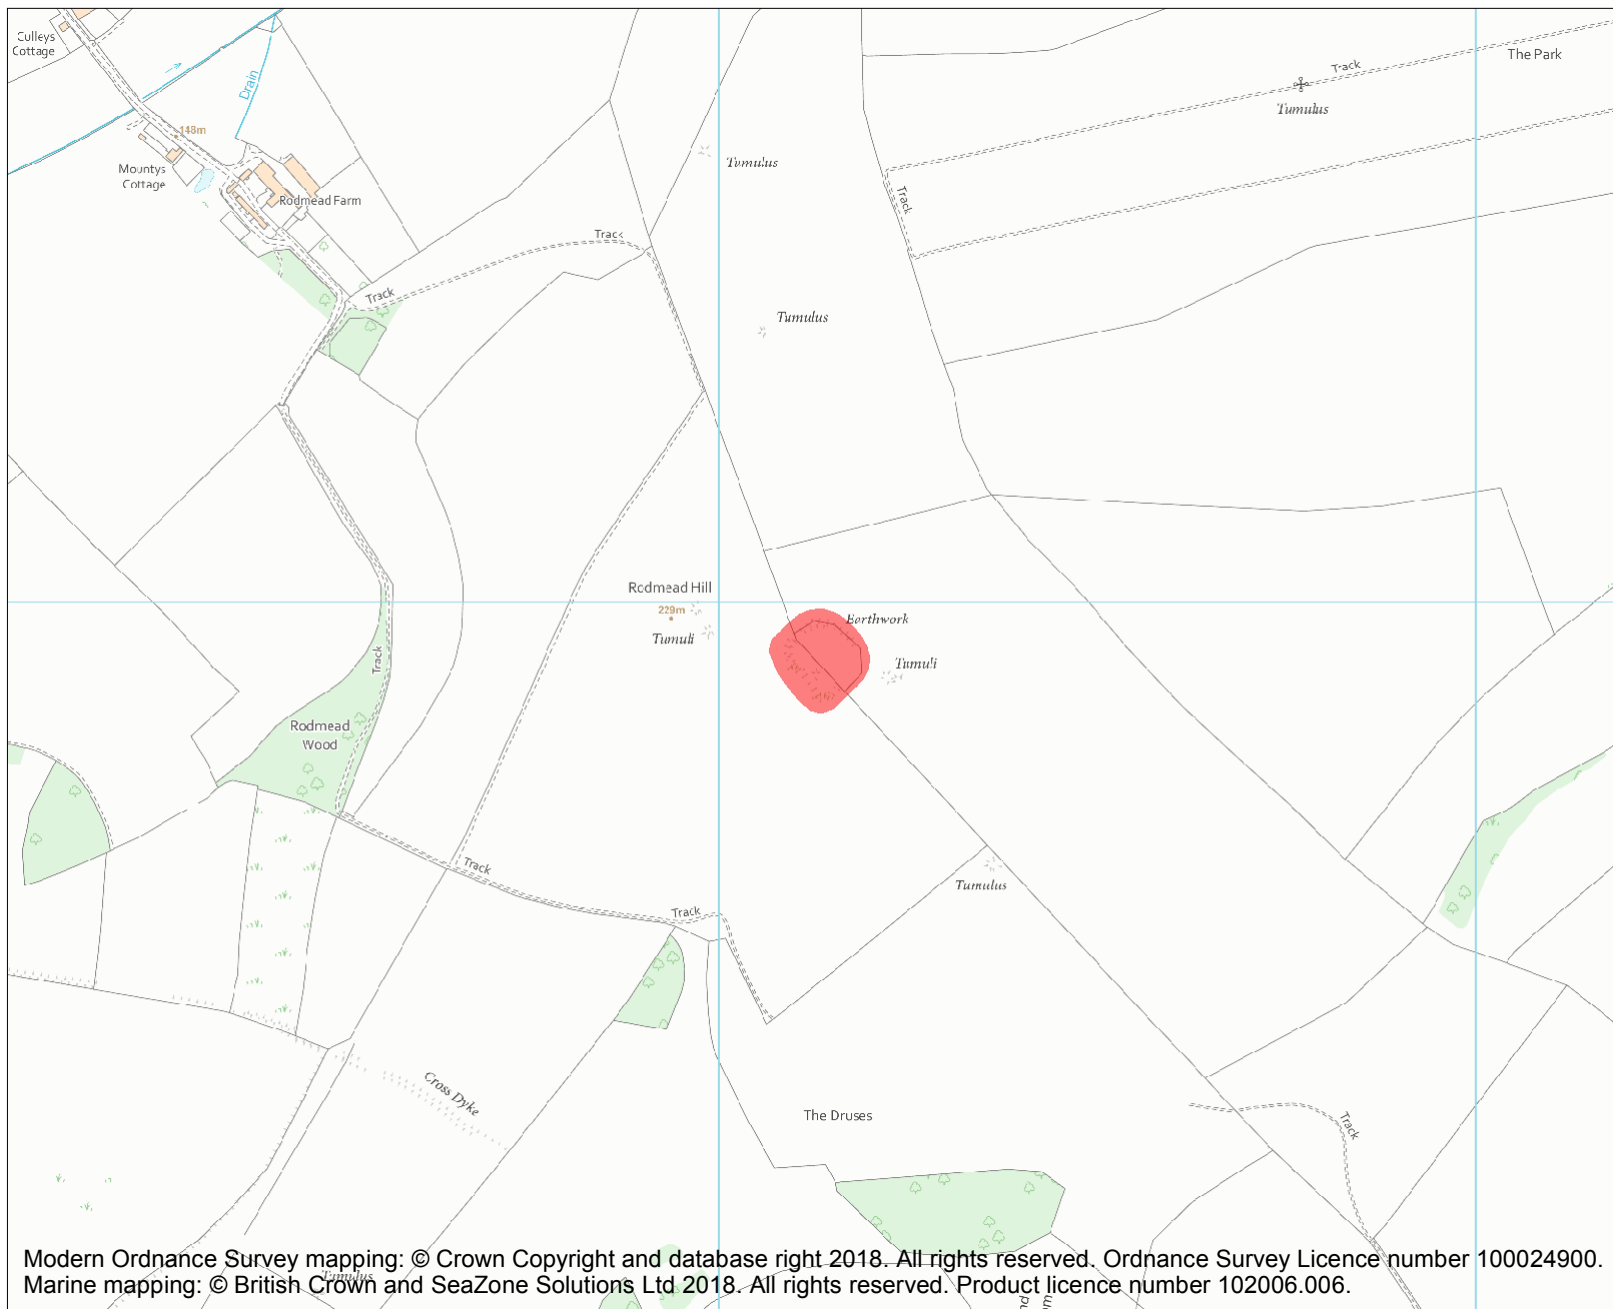 Culleys
Cottage
Drain
148m
Mountys
Cottage
Rodmead Farm
Track
Track
Tumulus
Tumulus
Track
Track
Tumulus
The Park
Rodmead Hill
229m
Tumuli
Earthwork
Tumuli
Track
Rodmead
Wood
Track
Track
Tumulus
Cross Dyke
The Druses
Track
Tumulus
Modern Ordnance Survey mapping: © Crown Copyright and database right 2018. All rights reserved. Ordnance Survey Licence number 100024900.
Marine mapping: © British Crown and SeaZone Solutions Ltd 2018. All rights reserved. Product licence number 102006.006.